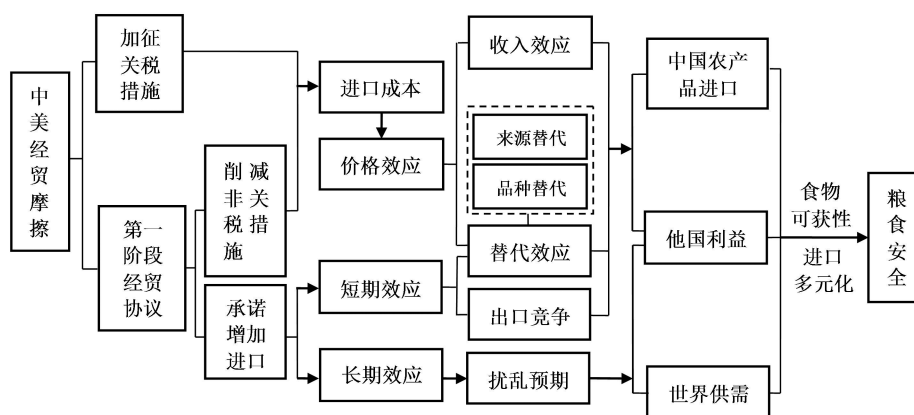 中
美
经
贸
摩
擦
加征
关税
措施
第一
阶段
经贸
协议
削减
非关
税措
施
承诺
增加
进口
进口成本
价格效应
短期效应
长期效应
收入效应
来源替代
品种替代
替代效应
出口竞争
扰乱预期
中国农产
品进口
他国利益
世界供需
食物
可获性
进口
多元化
粮
食
安
全